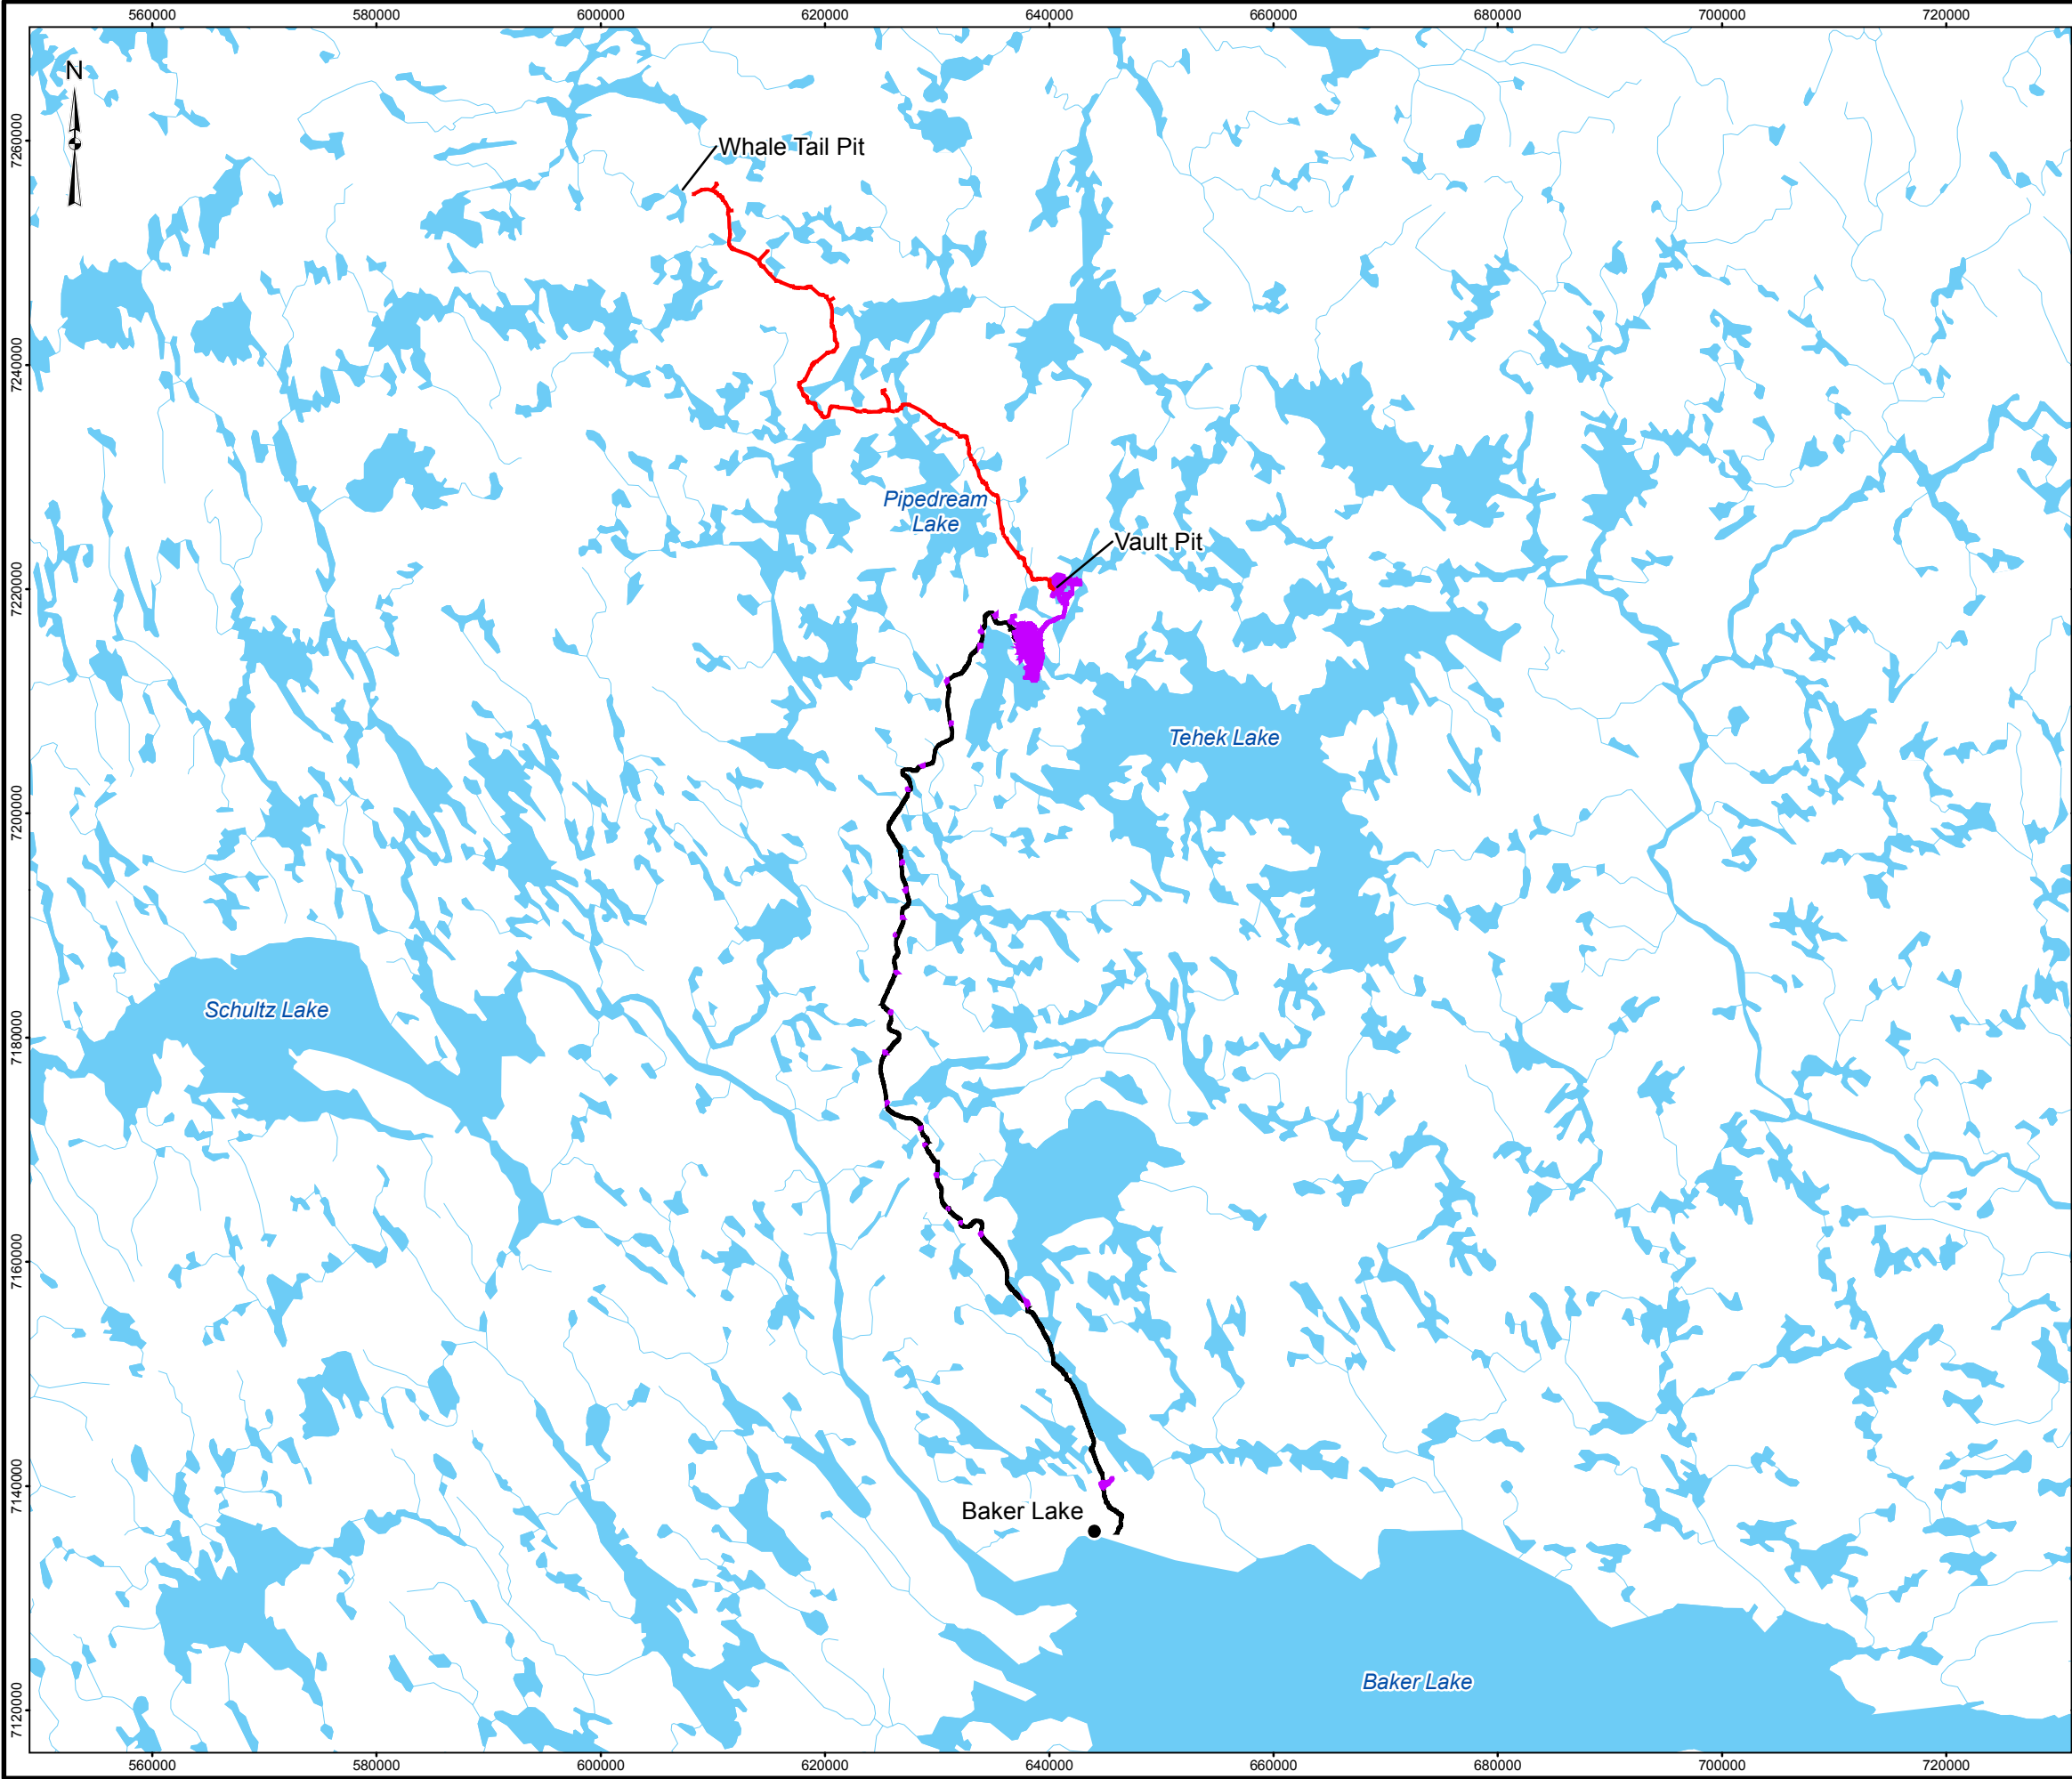 560000 580000 600000 620000 640000 660000 680000 700000 720000
N
7260000
Whale Tail Pit
7240000
Pipedream
Lake
Vault Pit
7220000
Tehek Lake
7200000
Schultz Lake
7180000
7160000
7140000
Baker Lake
Baker Lake
7120000
560000 580000 600000 620000 640000 660000 680000 700000 720000